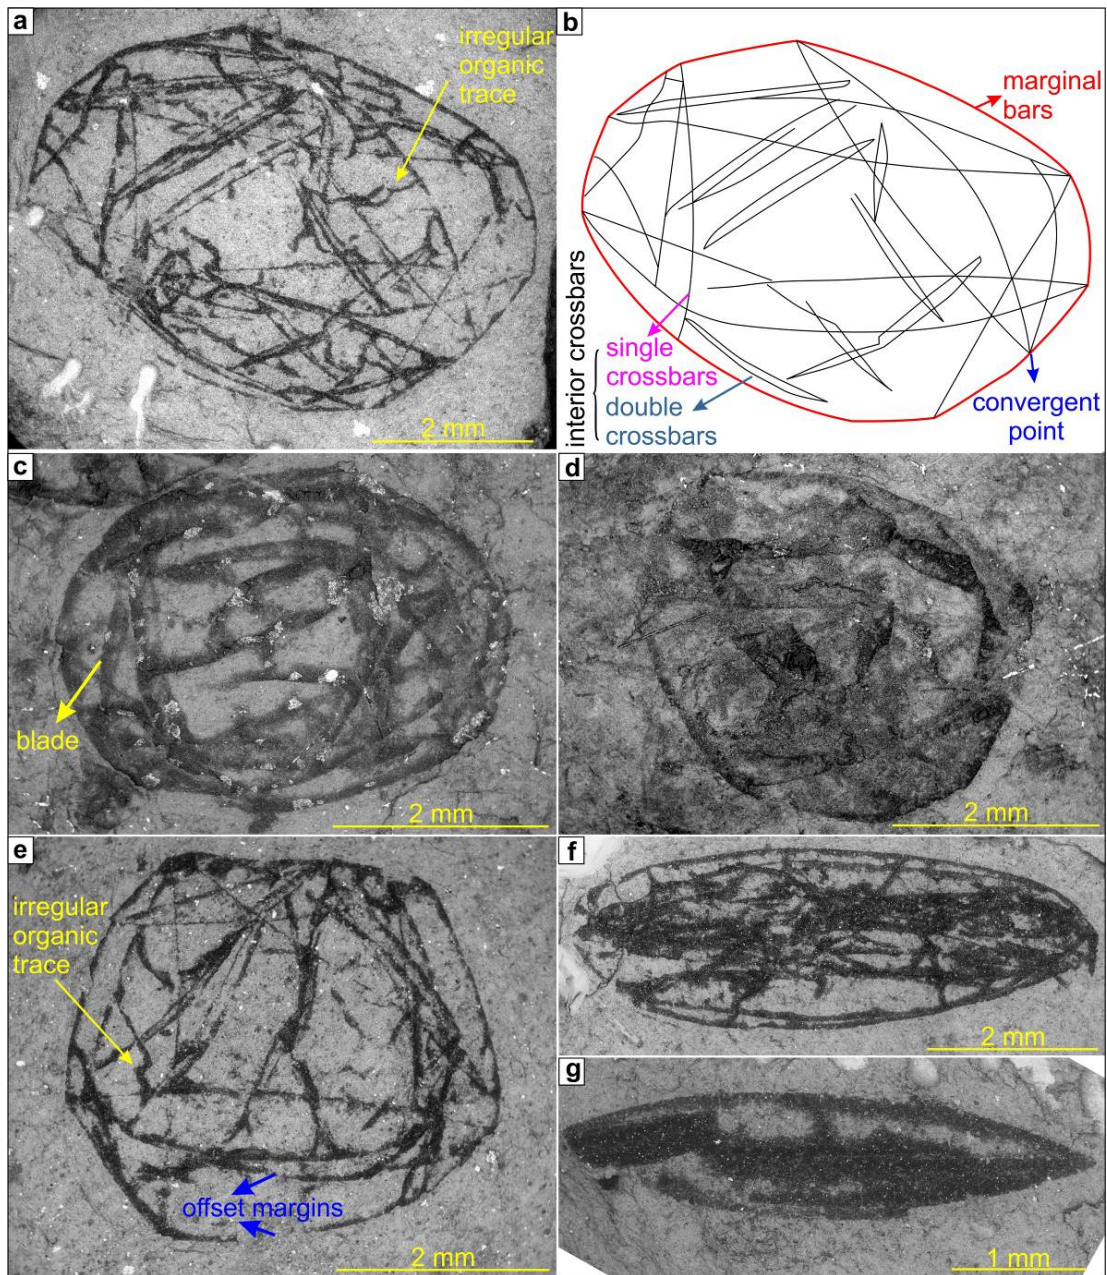 a
irregular
organic
trace
2 mm
b
marginal
bars
interior crossbars
single
crossbars
double
crossbars
convergent
point
c
blade
2 mm
d
2 mm
e
irregular
organic
trace
offset margins
2 mm
f
2 mm
g
1 mm